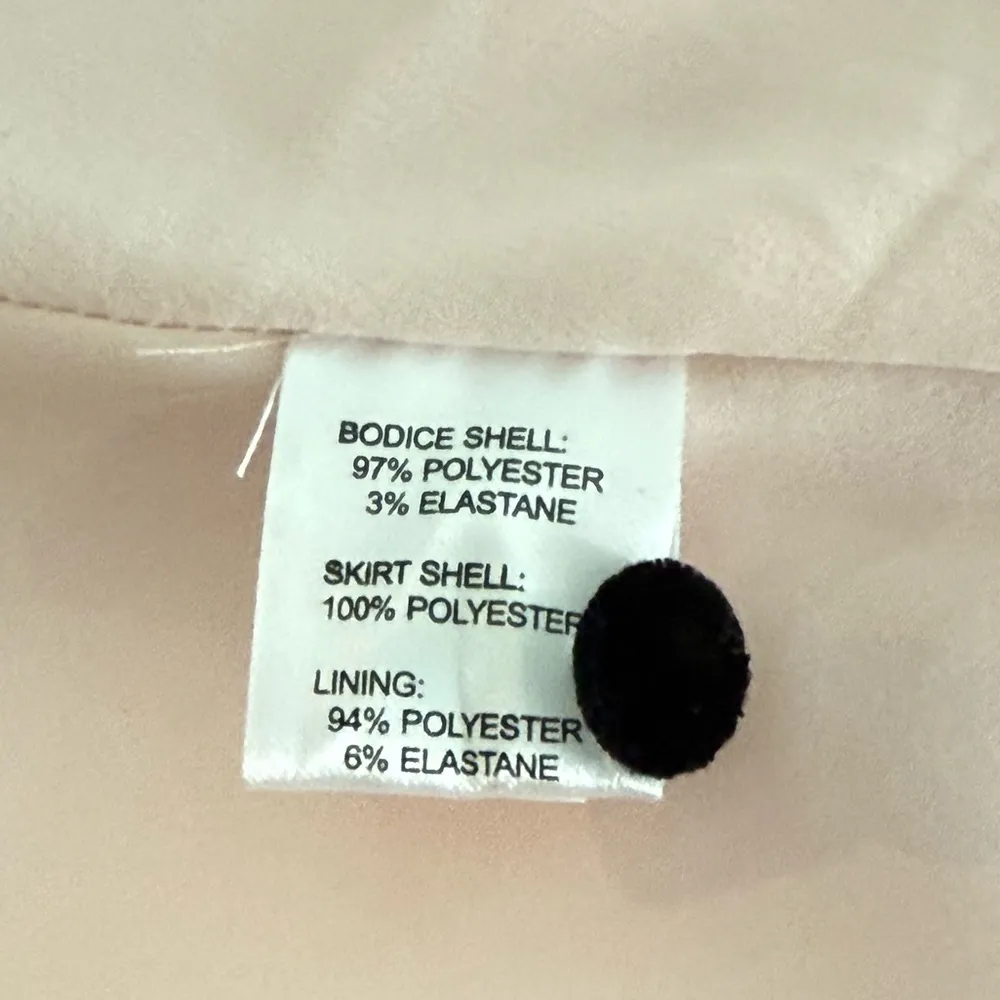 BODICE SHELL:
97% POLYESTER
3% ELASTANE
SKIRT SHELL:
100% POLYESTER
LINING:
94% POLYESTER
6% ELASTANE